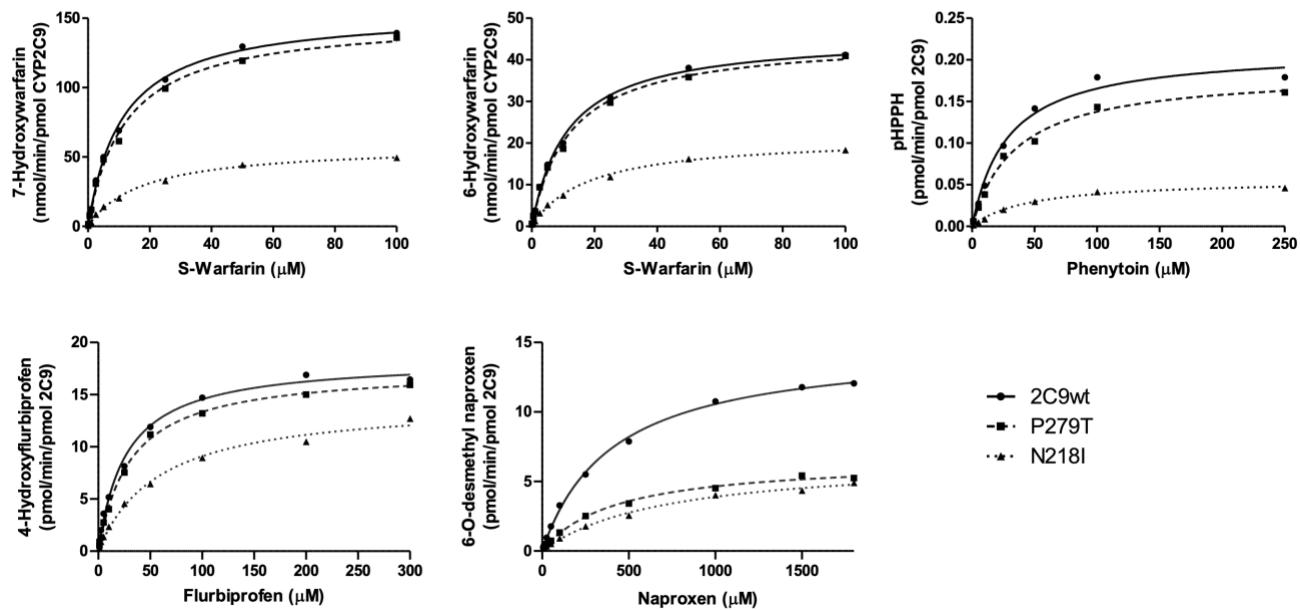 7-Hydroxywarfarin
(nmol/min/pmol CYP2C9)
150
100
50
0
0 20 40 60 80 100
S-Warfarin (μM)
6-Hydroxywarfarin
(nmol/min/pmol CYP2C9)
50
40
30
20
10
0
0 20 40 60 80 100
S-Warfarin (μM)
pHPPH
(pmol/min/pmol 2C9)
0.25
0.20
0.15
0.10
0.05
0.00
0 50 100 150 200 250
Phenytoin (μM)
4-Hydroxyflurbiprofen
(pmol/min/pmol 2C9)
20
15
10
5
0
0 50 100 150 200 250 300
Flurbiprofen (μM)
6-O-desmethyl naproxen
(pmol/min/pmol 2C9)
15
10
5
0
0 500 1000 1500
Naproxen (μM)
2C9wt
P279T
N218I